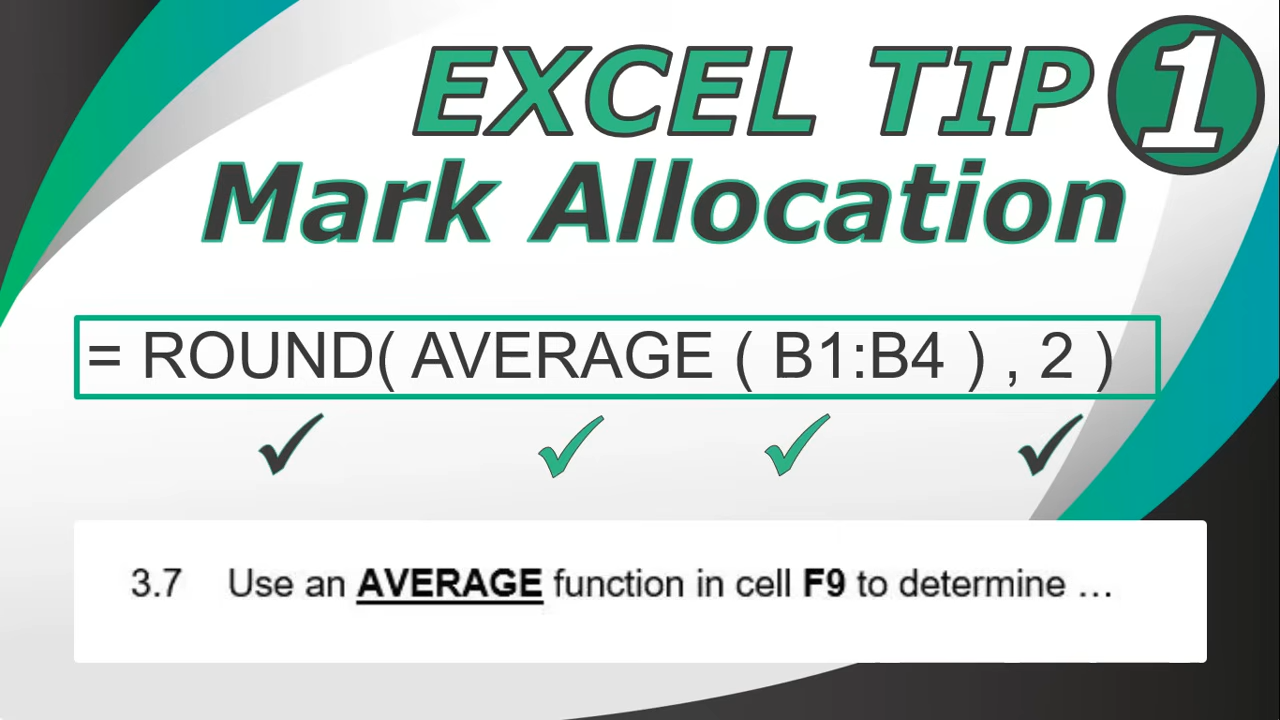 EXCEL TIP 1
Mark Allocation
= ROUND( AVERAGE ( B1:B4 ) , 2 )
3.7 Use an AVERAGE function in cell F9 to determine ...